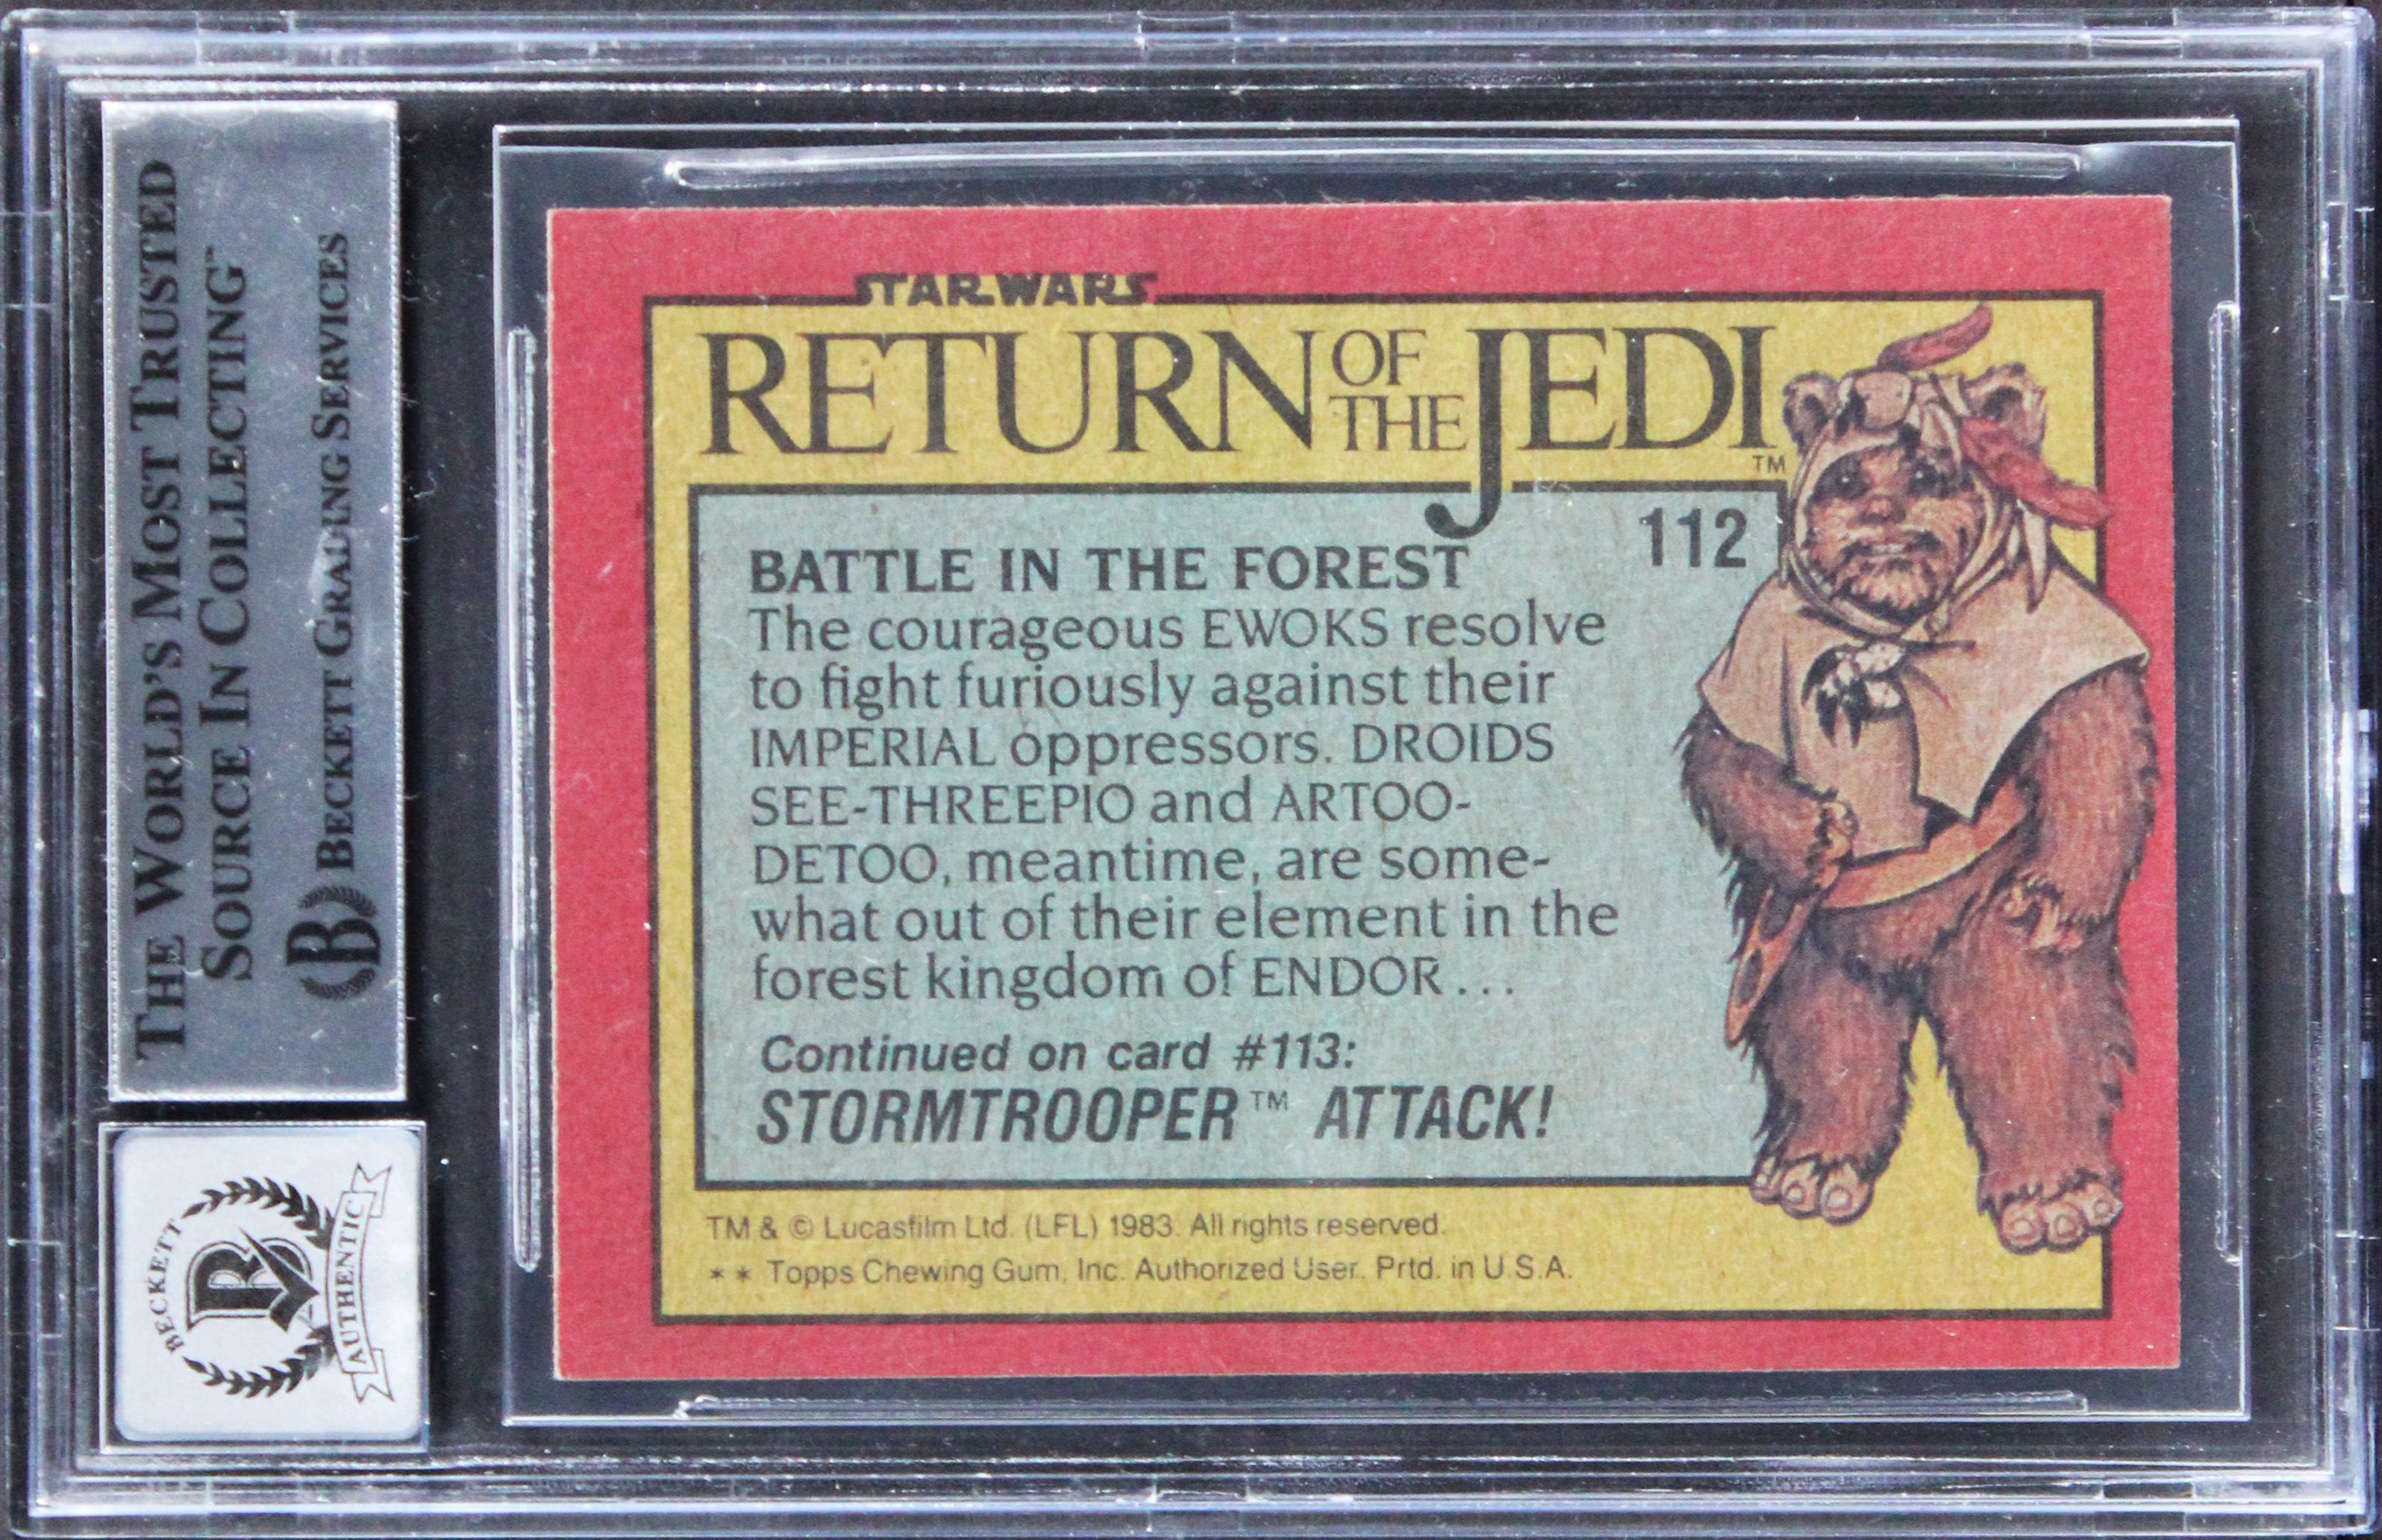 THE WORLD'S MOST TRUSTED
SOURCE IN COLLECTING™
BECKETT GRADING SERVICES
BECKETT
B
AUTHENTIC
STAR WARS
RETURN OF THE JEDI™
112
BATTLE IN THE FOREST
The courageous EWOKS resolve
to fight furiously against their
IMPERIAL oppressors. DROIDS
SEE-THREEPIO and ARTOO-
DETOO, meantime, are some-
what out of their element in the
forest kingdom of ENDOR...
Continued on card #113:
STORMTROOPER™ ATTACK!
TM & © Lucasfilm Ltd. (LFL) 1983. All rights reserved.
** Topps Chewing Gum, Inc. Authorized User. Prtd. in U.S.A.